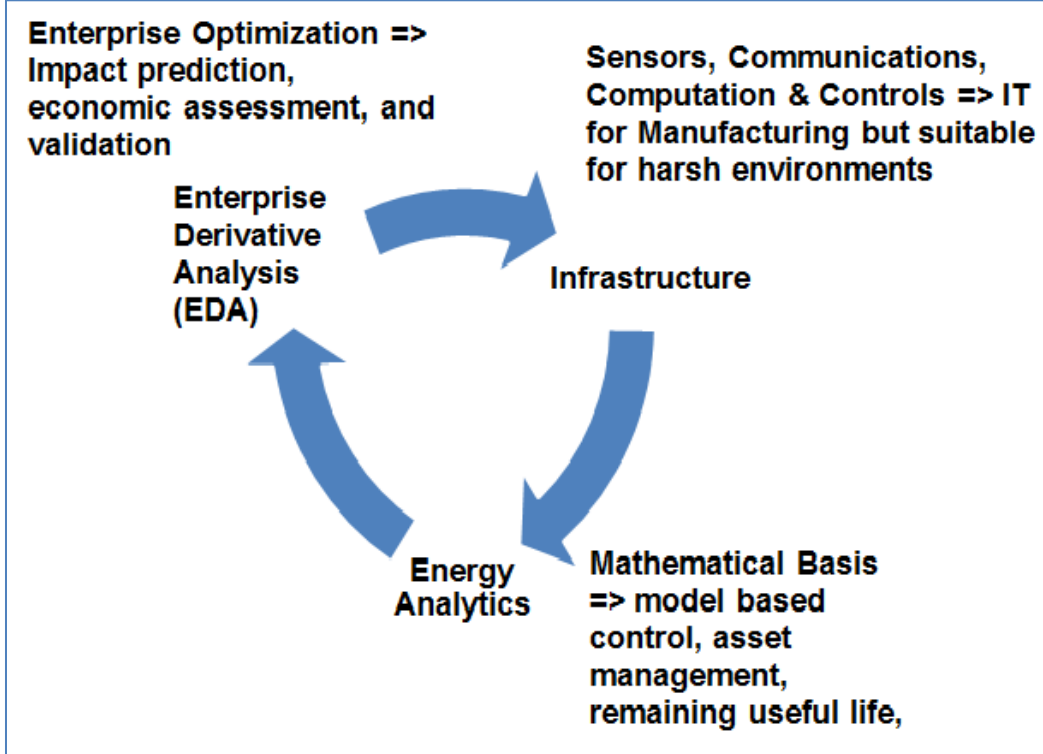 Enterprise Optimization =>
Impact prediction,
economic assessment, and
validation
Sensors, Communications,
Computation & Controls => IT
for Manufacturing but suitable
for harsh environments
Enterprise
Derivative
Analysis
(EDA)
Infrastructure
Energy
Analytics
Mathematical Basis
=> model based
control, asset
management,
remaining useful life,